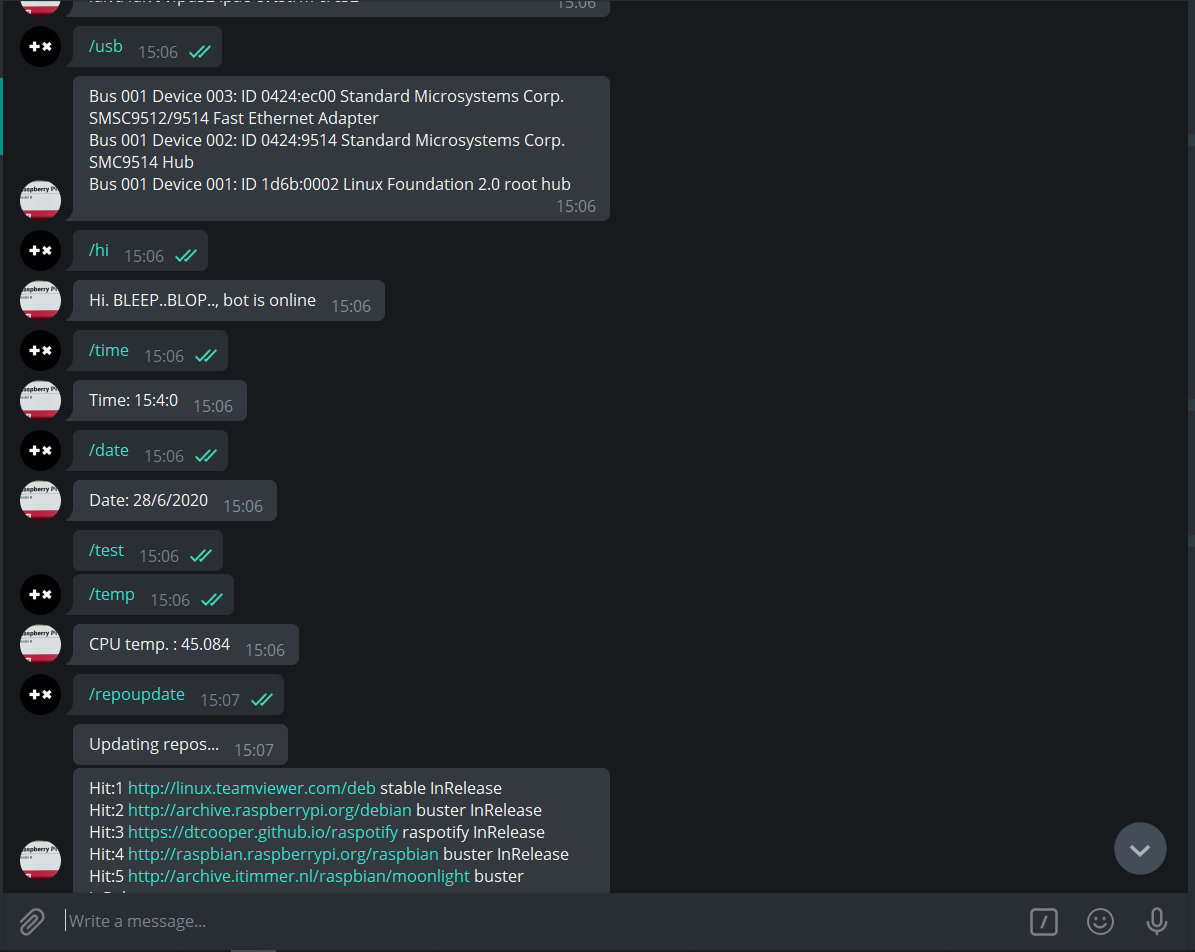 15:06
/usb 15:06
Bus 001 Device 003: ID 0424:ec00 Standard Microsystems Corp.
SMSC9512/9514 Fast Ethernet Adapter
Bus 001 Device 002: ID 0424:9514 Standard Microsystems Corp.
SMC9514 Hub
Bus 001 Device 001: ID 1d6b:0002 Linux Foundation 2.0 root hub
15:06
/hi 15:06
Hi. BLEEP..BLOP.., bot is online 15:06
/time 15:06
Time: 15:4:0 15:06
/date 15:06
Date: 28/6/2020 15:06
/test 15:06
/temp 15:06
CPU temp. : 45.084 15:06
/repoupdate 15:07
Updating repos... 15:07
Hit:1 http://linux.teamviewer.com/deb stable InRelease
Hit:2 http://archive.raspberrypi.org/debian buster InRelease
Hit:3 https://dtcooper.github.io/raspotify raspotify InRelease
Hit:4 http://raspbian.raspberrypi.org/raspbian buster InRelease
Hit:5 http://archive.itimmer.nl/raspbian/moonlight buster
Write a message...